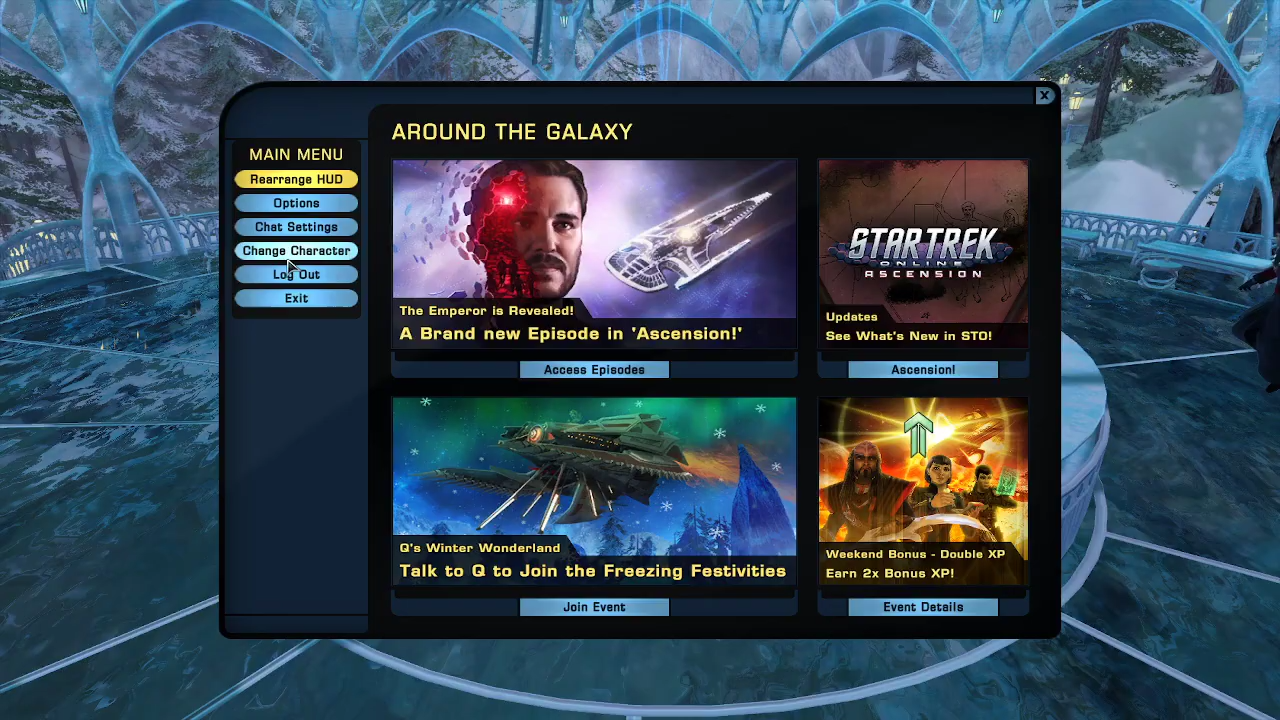 X
AROUND THE GALAXY
MAIN MENU
Rearrange HUD
Options
Chat Settings
Change Character
Log Out
Exit
The Emperor is Revealed!
A Brand new Episode in 'Ascension!'
Access Episodes
STAR TREK
ONLINE
ASCENSION
Updates
See What's New in STO!
Ascension!
Q's Winter Wonderland
Talk to Q to Join the Freezing Festivities
Join Event
Weekend Bonus - Double XP
Earn 2x Bonus XP!
Event Details